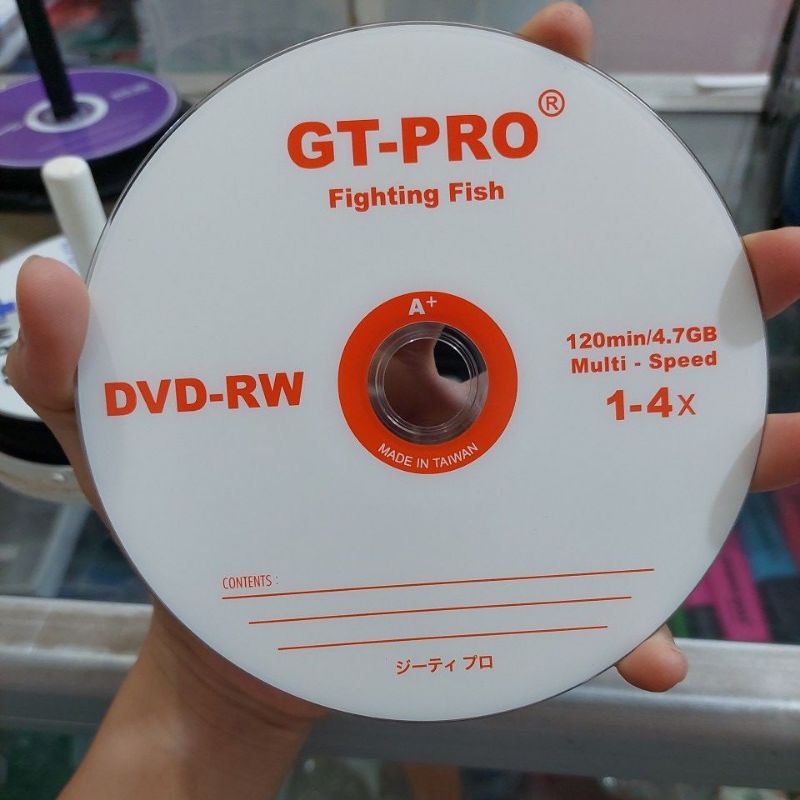 GT-PRO®
Fighting Fish
A+
DVD-RW
120min/4.7GB
Multi - Speed
1-4x
MADE IN TAIWAN
CONTENTS :
ジーティ プロ